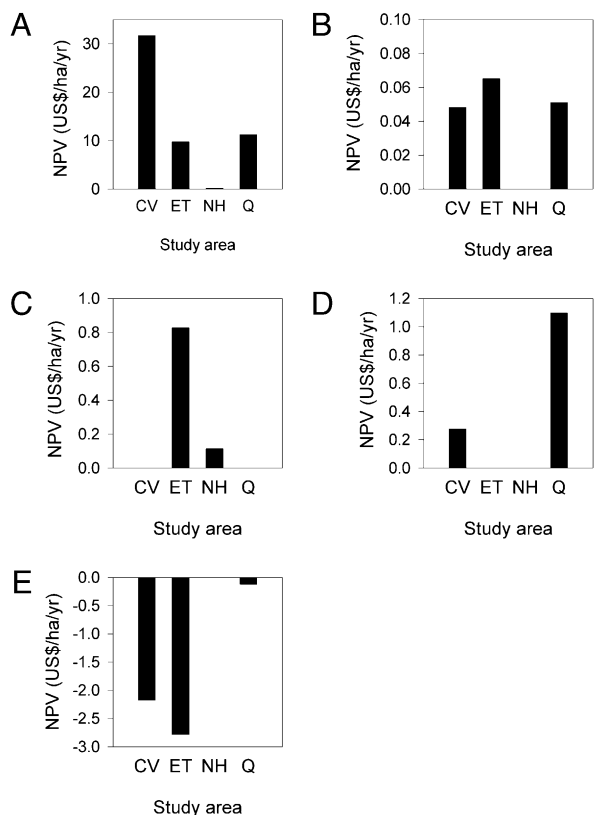 A
NPV (US$/ha/yr)
30
20
10
0
CV ET NH Q
Study area
B
NPV (US$/ha/yr)
0.10
0.08
0.06
0.04
0.02
0.00
CV ET NH Q
Study area
C
NPV (US$/ha/yr)
1.0
0.8
0.6
0.4
0.2
0.0
CV ET NH Q
Study area
D
NPV (US$/ha/yr)
1.2
1.0
0.8
0.6
0.4
0.2
0.0
CV ET NH Q
Study area
E
NPV (US$/ha/yr)
0.0
-0.5
-1.0
-1.5
-2.0
-2.5
-3.0
CV ET NH Q
Study area